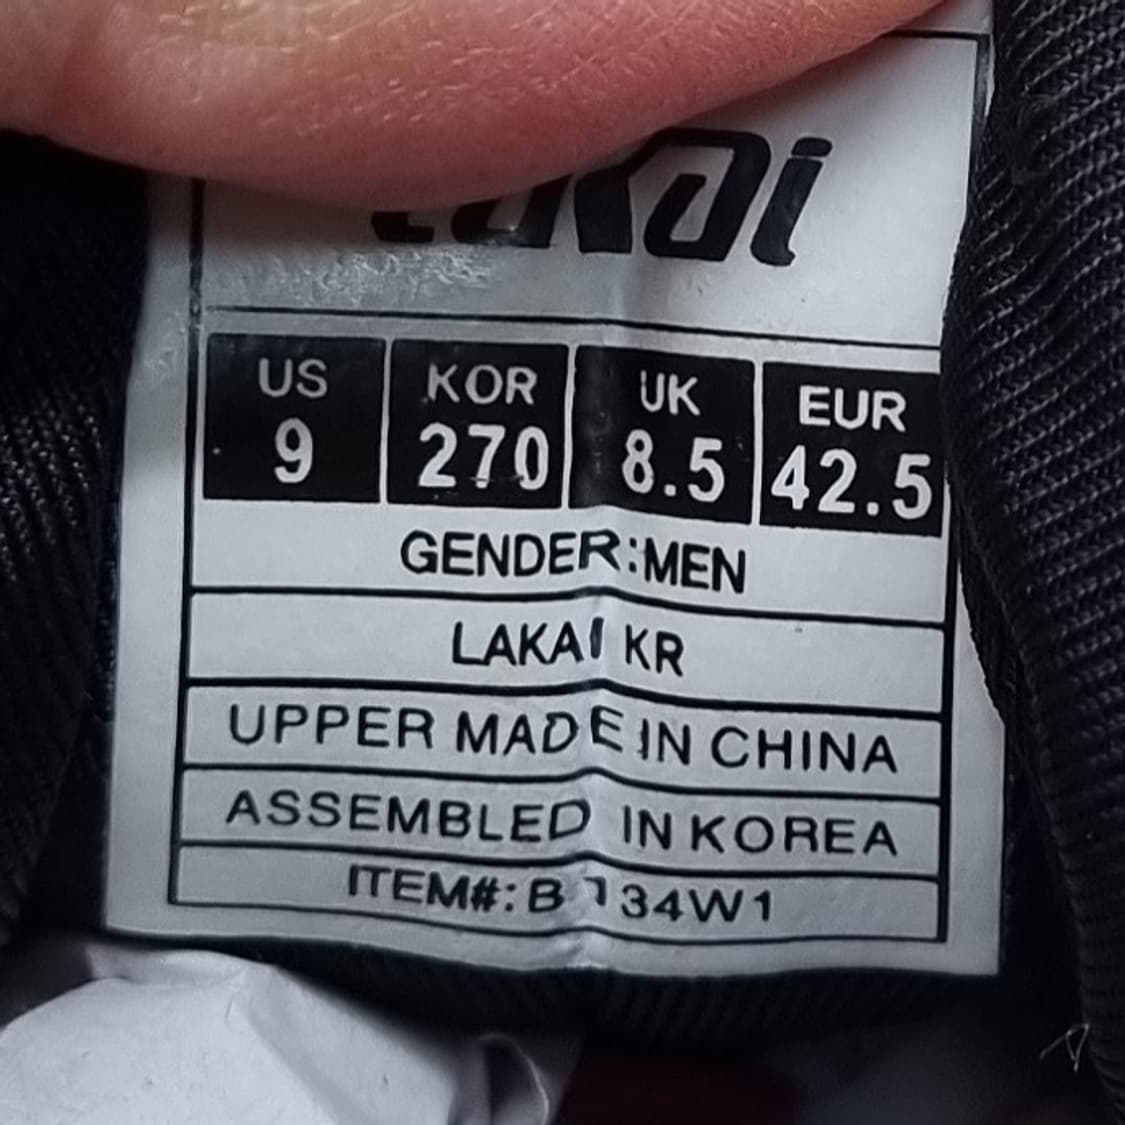 Lakai
US KOR UK EUR
9 270 8.5 42.5
GENDER:MEN
LAKAI KR
UPPER MADE IN CHINA
ASSEMBLED IN KOREA
ITEM#: